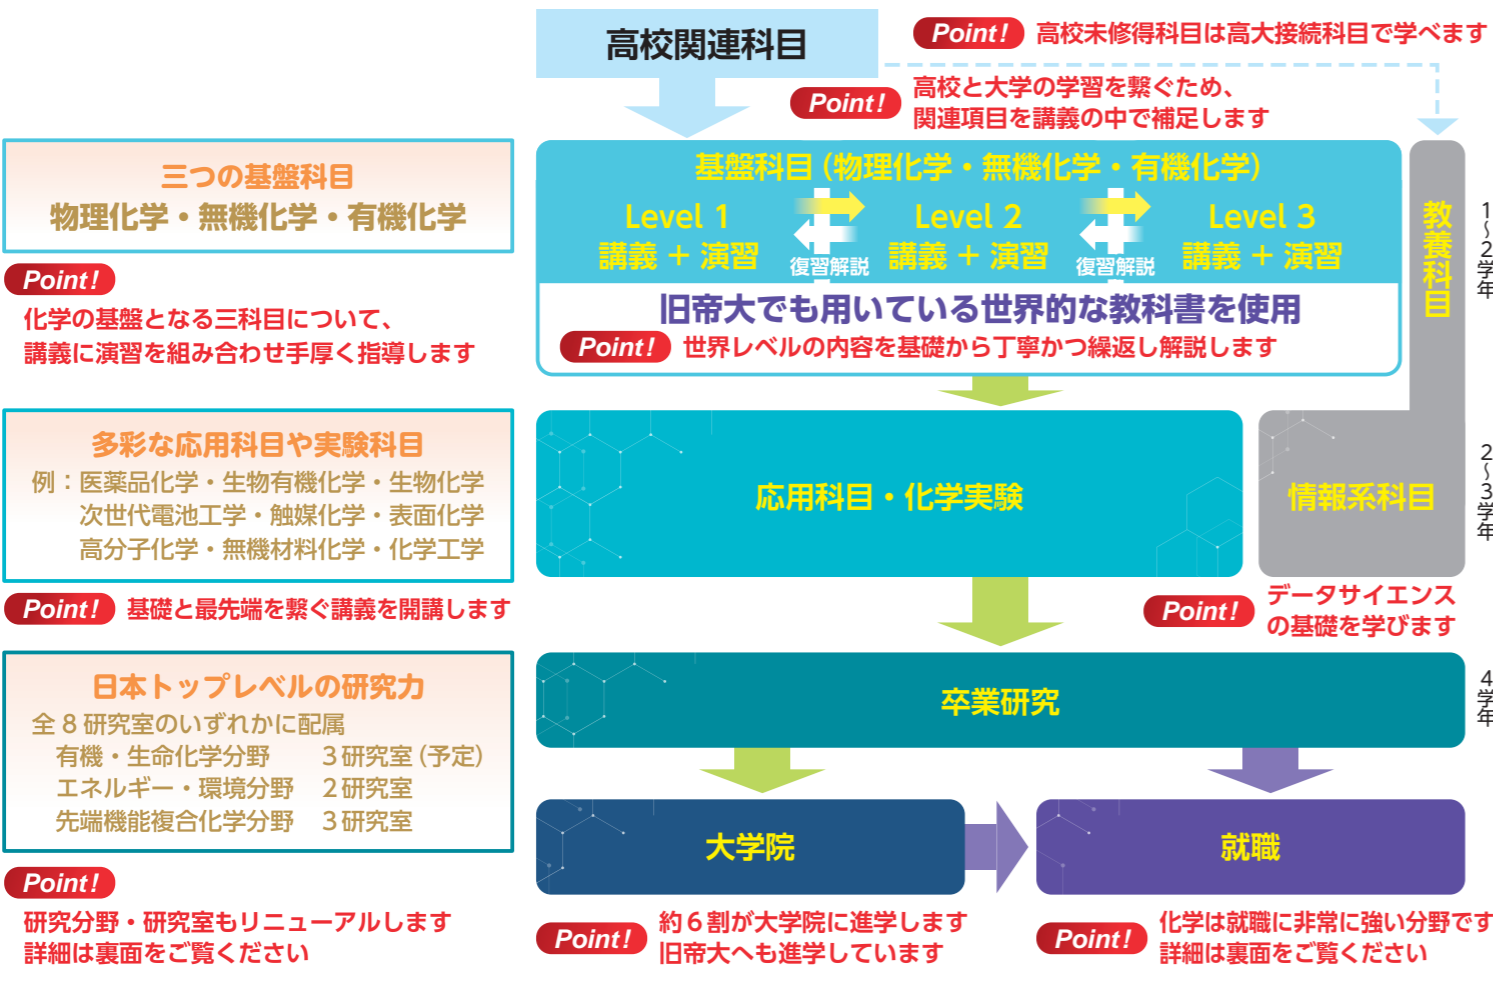 高校関連科目
Point! 高校未修得科目は高大接続科目で学べます
Point! 高校と大学の学習を繋ぐため、
関連項目を講義の中で補足します
三つの基盤科目
物理化学・無機化学・有機化学
Point!
化学の基盤となる三科目について、
講義に演習を組み合わせ手厚く指導します
基盤科目（物理化学・無機化学・有機化学）
Level 1 Level 2 Level 3
講義 ＋ 演習 復習解説 講義 ＋ 演習 復習解説 講義 ＋ 演習
旧帝大でも用いている世界的な教科書を使用
Point! 世界レベルの内容を基礎から丁寧かつ繰返し解説します
教養科目
1～2学年
多彩な応用科目や実験科目
例：医薬品化学・生物有機化学・生物化学
次世代電池工学・触媒化学・表面化学
高分子化学・無機材料化学・化学工学
Point! 基礎と最先端を繋ぐ講義を開講します
応用科目・化学実験
情報系科目
2～3学年
Point! データサイエンス
の基礎を学びます
日本トップレベルの研究力
全８研究室のいずれかに配属
有機・生命化学分野 ３研究室（予定）
エネルギー・環境分野 ２研究室
先端機能複合化学分野 ３研究室
Point!
研究分野・研究室もリニューアルします
詳細は裏面をご覧ください
卒業研究
4学年
大学院
就職
Point! 約６割が大学院に進学します
旧帝大へも進学しています
Point! 化学は就職に非常に強い分野です
詳細は裏面をご覧ください